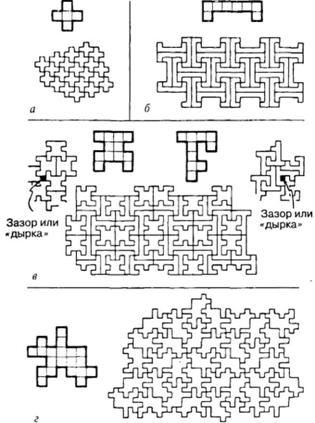 а
б
Зазор или
«дырка»
Зазор или
«дырка»
в
г